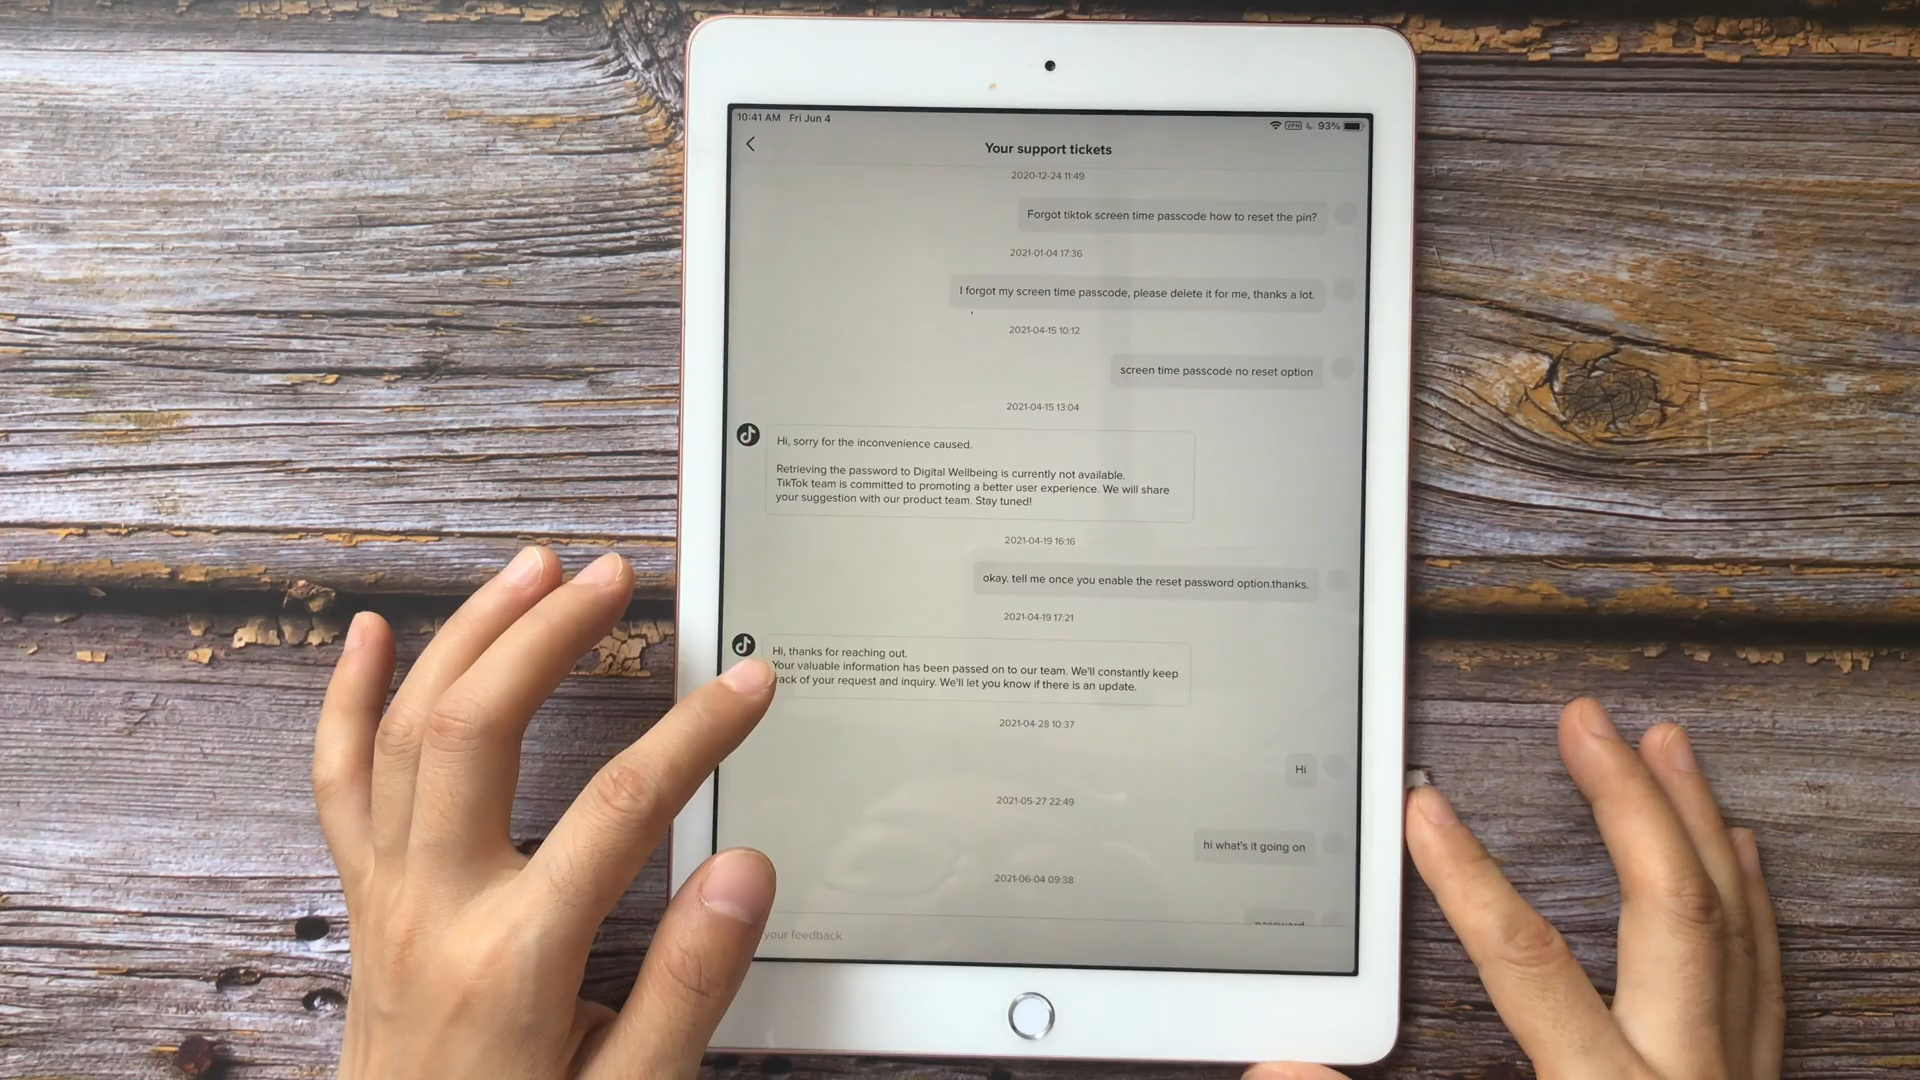 10:41 AM Fri Jun 4
VPN 93%
Your support tickets
2020-12-24 11:49
Forgot tiktok screen time passcode how to reset the pin?
2021-01-04 17:36
I forgot my screen time passcode, please delete it for me, thanks a lot.
2021-04-15 10:12
screen time passcode no reset option
2021-04-15 13:04
Hi, sorry for the inconvenience caused.
Retrieving the password to Digital Wellbeing is currently not available.
TikTok team is committed to promoting a better user experience. We will share
your suggestion with our product team. Stay tuned!
2021-04-19 16:16
okay. tell me once you enable the reset password option.thanks.
2021-04-19 17:21
Hi, thanks for reaching out.
Your valuable information has been passed on to our team. We'll constantly keep
rack of your request and inquiry. We'll let you know if there is an update.
2021-04-28 10:37
Hi
2021-05-27 22:49
hi what's it going on
2021-06-04 09:38
your feedback